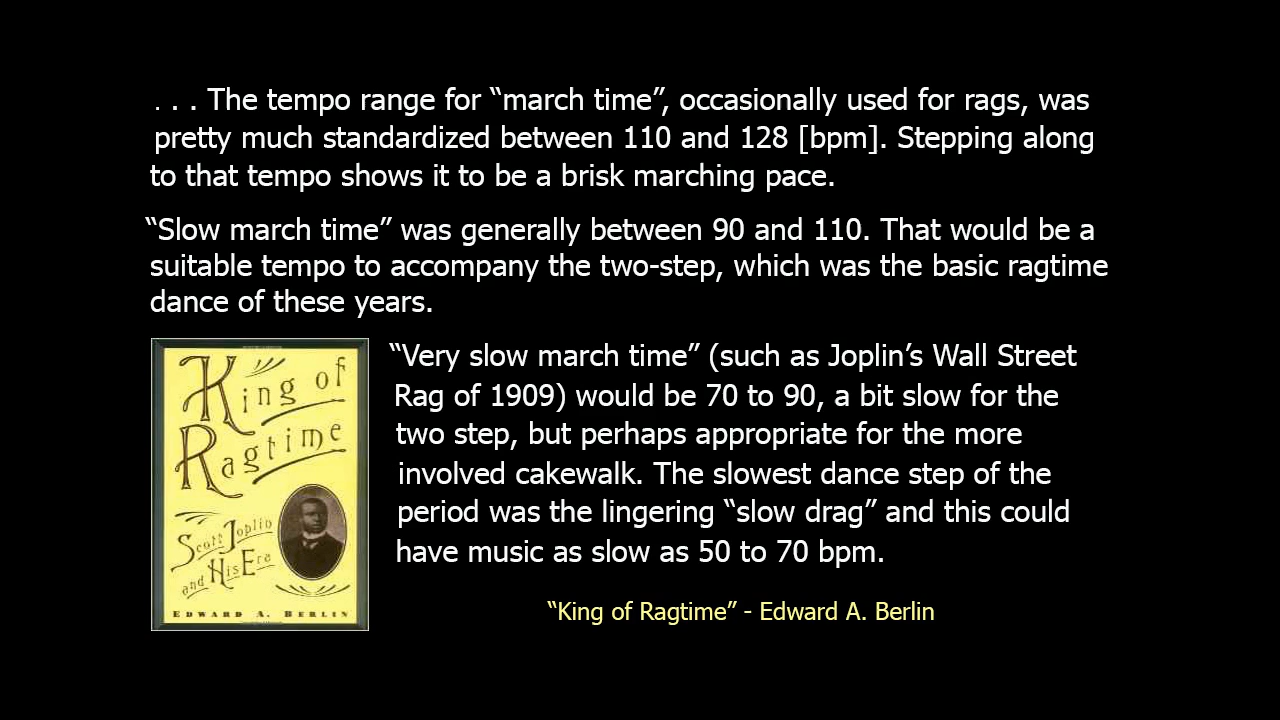 . . . The tempo range for “march time”, occasionally used for rags, was
pretty much standardized between 110 and 128 [bpm]. Stepping along
to that tempo shows it to be a brisk marching pace.
“Slow march time” was generally between 90 and 110. That would be a
suitable tempo to accompany the two-step, which was the basic ragtime
dance of these years.
“Very slow march time” (such as Joplin’s Wall Street
Rag of 1909) would be 70 to 90, a bit slow for the
two step, but perhaps appropriate for the more
involved cakewalk. The slowest dance step of the
period was the lingering “slow drag” and this could
have music as slow as 50 to 70 bpm.
“King of Ragtime” - Edward A. Berlin
King of
Ragtime
Scott Joplin
and His Era
EDWARD A. BERLIN